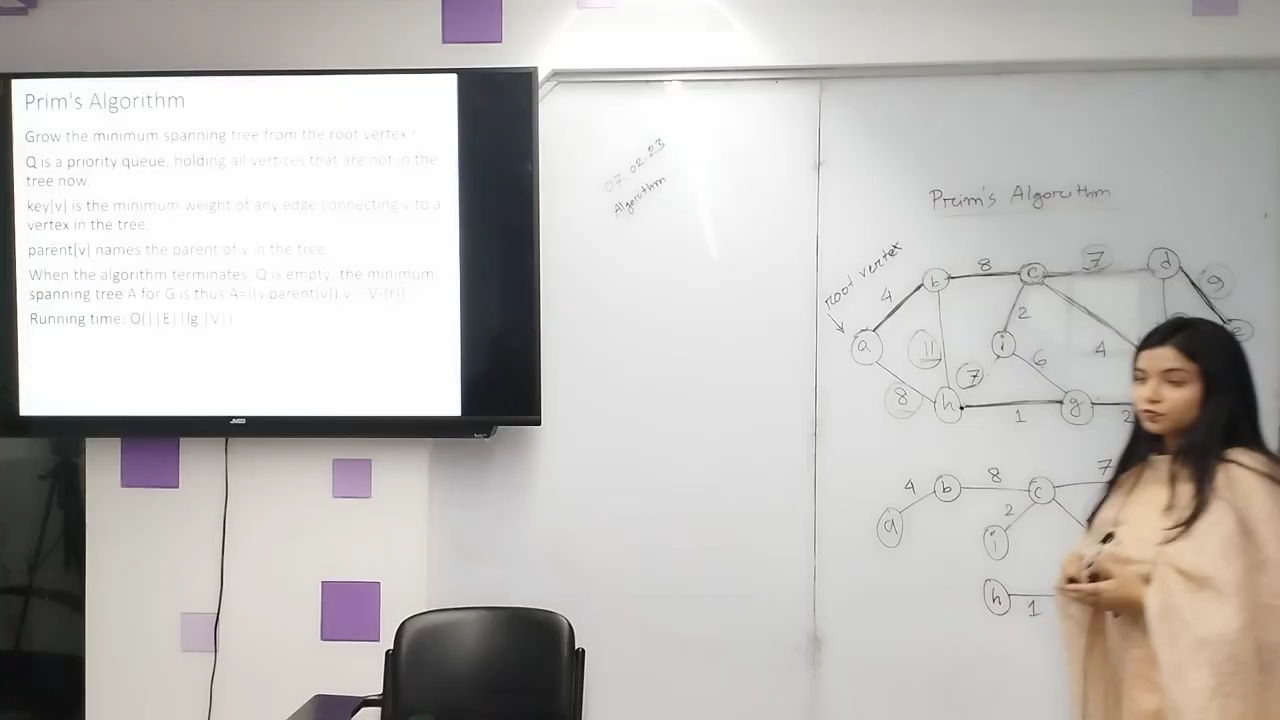 Prim's Algorithm
Grow the minimum spanning tree from the root vertex r.
Q is a priority queue, holding all vertices that are not in the
tree now.
key[v] is the minimum weight of any edge connecting v to a
vertex in the tree.
parent[v] names the parent of v in the tree.
When the algorithm terminates, Q is empty; the minimum
spanning tree A for G is thus
Running time: O(||E||lg |V|)
07.02.23
Algorithm
Prim's Algorithm
root vertex
4 b 8 c 7 d 9
a 11 i 2 4 e
8 h 7 6
1 g 2
4 b 8 c 7
a 2 i
h 1